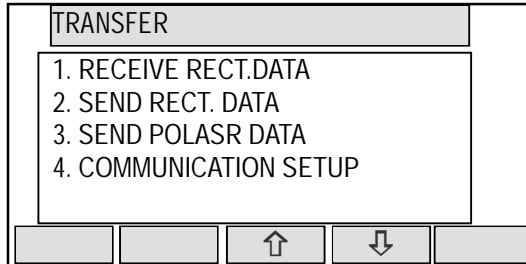 TRANSFER
1. RECEIVE RECT.DATA
2. SEND RECT. DATA
3. SEND POLASR DATA
4. COMMUNICATION SETUP